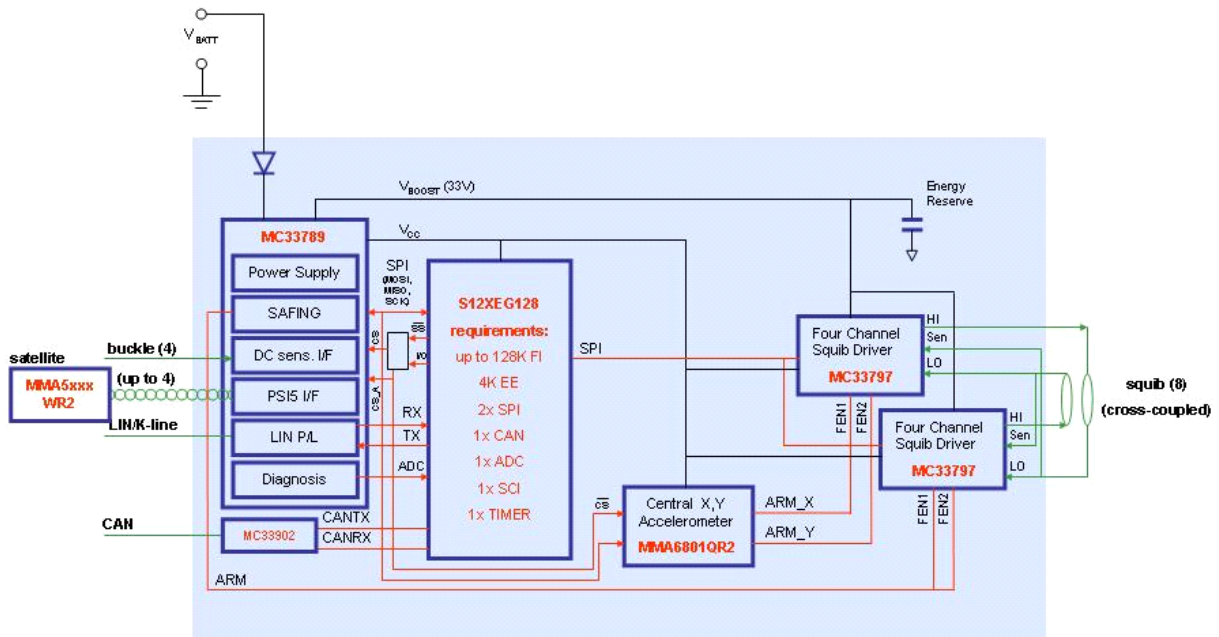 V BATT
V BOOST (33V)
Energy
Reserve
MC33789
V CC
Power Supply
SPI
(MOSI,
MISO,
SCK)
S12XEG128
SAFING
requirements:
CS
SS
I/O
Four Channel
Squib Driver
MC33797
HI
Sen
LO
SPI
buckle (4)
DC sens. I/F
up to 128K Fl
satellite
MMA5xxx
WR2
(up to 4)
PSI5 I/F
CS_A
4K EE
squib (8)
(cross-coupled)
2x SPI
FEN1
FEN2
Four Channel
Squib Driver
MC33797
HI
Sen
LO
LIN/K-line
LIN P/L
RX
TX
1x CAN
1x ADC
Diagnosis
ADC
1x SCI
1x TIMER
CS
Central X,Y
Accelerometer
MMA6801QR2
ARM_X
ARM_Y
FEN1
FEN2
CAN
MC33902
CANTX
CANRX
ARM